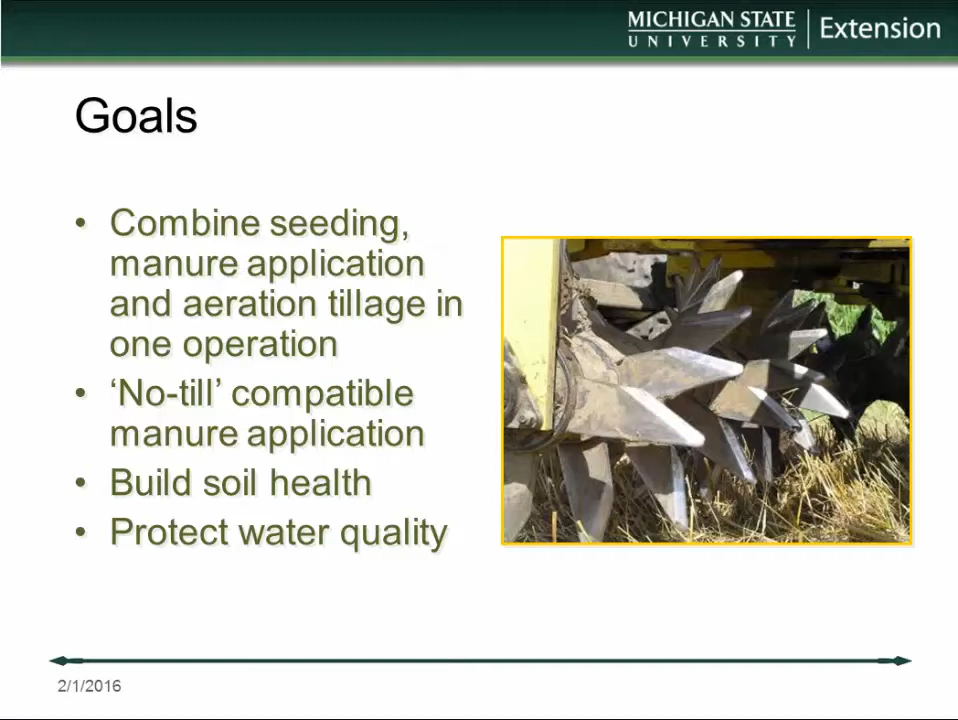 MICHIGAN STATE
UNIVERSITY
Extension
Goals
• Combine seeding,
manure application
and aeration tillage in
one operation
• ‘No-till’ compatible
manure application
• Build soil health
• Protect water quality
2/1/2016